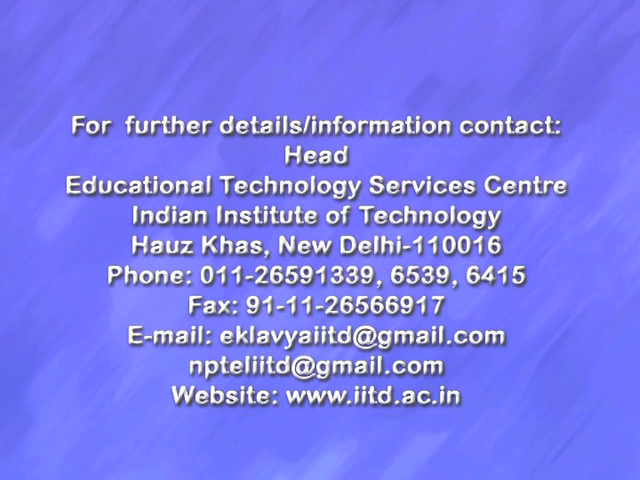 For further details/information contact:
Head
Educational Technology Services Centre
Indian Institute of Technology
Hauz Khas, New Delhi-110016
Phone: 011-26591339, 6539, 6415
Fax: 91-11-26566917
E-mail: eklavyaiitd@gmail.com
npteliitd@gmail.com
Website: www.iitd.ac.in